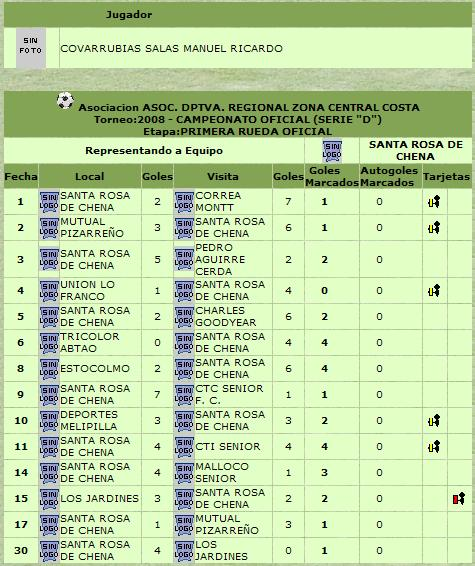 Jugador
SIN FOTO COVARRUBIAS SALAS MANUEL RICARDO
Asociacion ASOC. DPTVA. REGIONAL ZONA CENTRAL COSTA
Torneo:2008 - CAMPEONATO OFICIAL (SERIE "D")
Etapa:PRIMERA RUEDA OFICIAL
Representando a Equipo SIN LOGO SANTA ROSA DE CHENA
Fecha Local Goles Visita Goles Goles Marcados Autogoles Marcados Tarjetas
1 SIN LOGO SANTA ROSA DE CHENA 2 SIN LOGO CORREA MONTT 7 1 0
2 SIN LOGO MUTUAL PIZARREÑO 3 SIN LOGO SANTA ROSA DE CHENA 6 1 0
3 SIN LOGO SANTA ROSA DE CHENA 5 SIN LOGO PEDRO AGUIRRE CERDA 2 2 0
4 SIN LOGO UNION LO FRANCO 1 SIN LOGO SANTA ROSA DE CHENA 4 0 0
5 SIN LOGO SANTA ROSA DE CHENA 2 SIN LOGO CHARLES GOODYEAR 2 2 0
6 SIN LOGO TRICOLOR ABTAO 0 SIN LOGO SANTA ROSA DE CHENA 4 4 0
8 SIN LOGO ESTOCOLMO 2 SIN LOGO SANTA ROSA DE CHENA 6 4 0
9 SIN LOGO SANTA ROSA DE CHENA 7 SIN LOGO CTC SENIOR F. C. 1 1 0
10 SIN LOGO DEPORTES MELIPILLA 3 SIN LOGO SANTA ROSA DE CHENA 3 2 0
11 SIN LOGO SANTA ROSA DE CHENA 4 SIN LOGO CTI SENIOR 4 4 0
14 SIN LOGO SANTA ROSA DE CHENA 4 SIN LOGO MALLOCO SENIOR 1 3 0
15 SIN LOGO LOS JARDINES 3 SIN LOGO SANTA ROSA DE CHENA 2 2 0
17 SIN LOGO SANTA ROSA DE CHENA 1 SIN LOGO MUTUAL PIZARREÑO 3 1 0
30 SIN LOGO SANTA ROSA DE CHENA 4 SIN LOGO LOS JARDINES 0 1 0